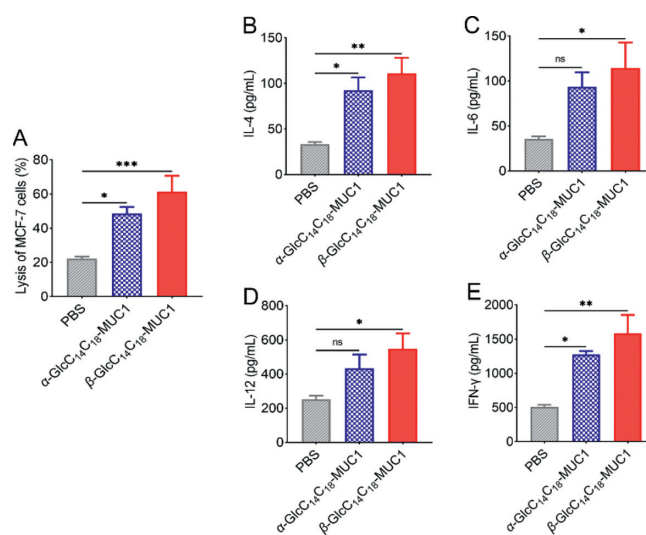 A
Lysis of MCF-7 cells (%)
80
60
40
20
0
***
*
PBS
α-GlcC₁₄C₁₈-MUC1
β-GlcC₁₄C₁₈-MUC1
B
IL-4 (pg/mL)
150
100
50
0
**
*
PBS
α-GlcC₁₄C₁₈-MUC1
β-GlcC₁₄C₁₈-MUC1
C
IL-6 (pg/mL)
150
100
50
0
*
ns
PBS
α-GlcC₁₄C₁₈-MUC1
β-GlcC₁₄C₁₈-MUC1
D
IL-12 (pg/mL)
800
600
400
200
0
*
ns
PBS
α-GlcC₁₄C₁₈-MUC1
β-GlcC₁₄C₁₈-MUC1
E
IFN-γ (pg/mL)
2000
1500
1000
500
0
**
*
PBS
α-GlcC₁₄C₁₈-MUC1
β-GlcC₁₄C₁₈-MUC1